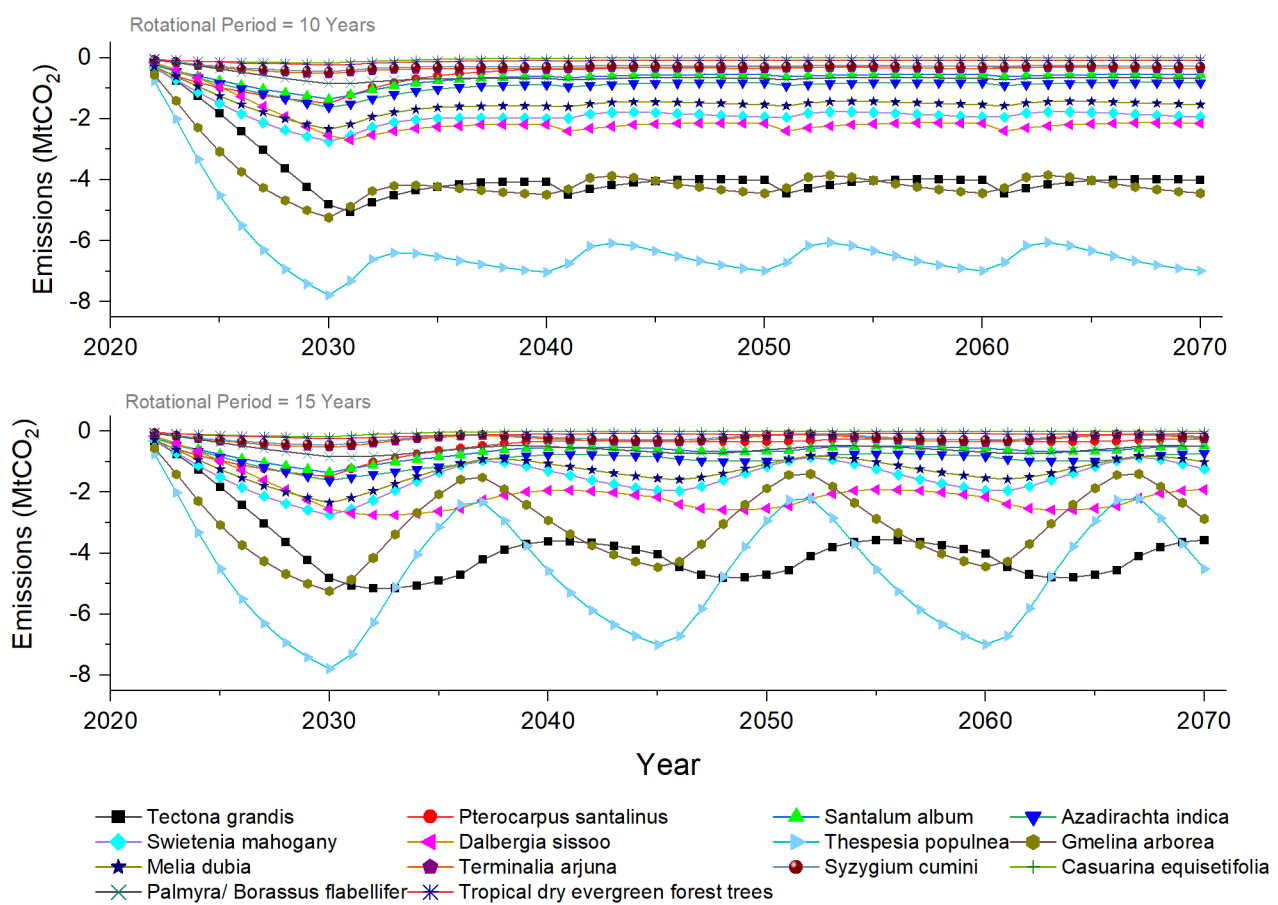 Rotational Period = 10 Years
Emissions (MtCO₂)
0
-2
-4
-6
-8
2020 2030 2040 2050 2060 2070
Rotational Period = 15 Years
Emissions (MtCO₂)
0
-2
-4
-6
-8
2020 2030 2040 2050 2060 2070
Year
Tectona grandis Pterocarpus santalinus Santalum album Azadirachta indica
Swietenia mahogany Dalbergia sissoo Thespesia populnea Gmelina arborea
Melia dubia Terminalia arjuna Syzygium cumini Casuarina equisetifolia
Palmyra/ Borassus flabellifer Tropical dry evergreen forest trees